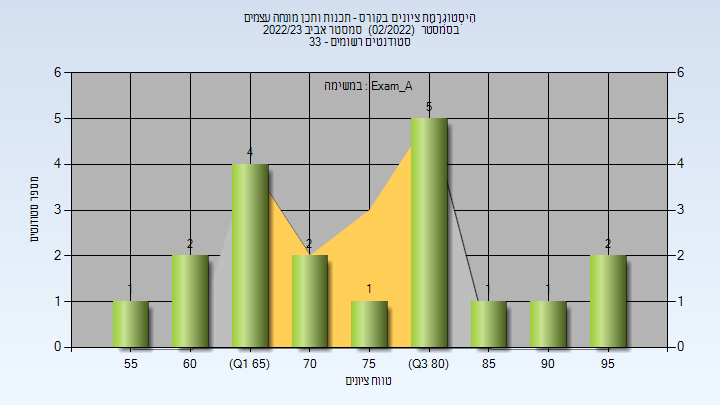 הִיסְטוֹגְרָמַת ציונים בקורס - תכנות ותכן מונחה עצמים
בסמסטר (02/2022) סמסטר אביב 2022/23
סטודנטים רשומים - 33
במשימה : Exam_A
מספר סטודנטים
6 6
5 5
4 4
3 3
2 2
1 1
0 0
1 2 4 2 1 5 1 1 2
55 60 (Q1 65) 70 75 (Q3 80) 85 90 95
טווח ציונים